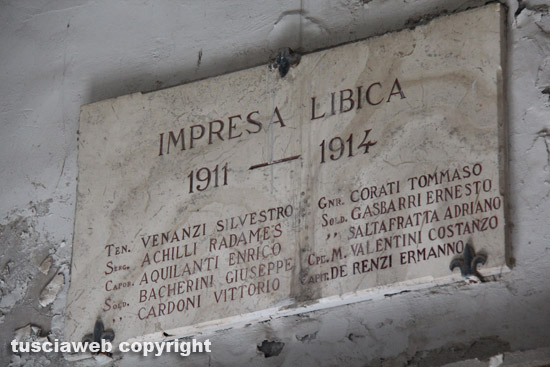 IMPRESA LIBICA
1911 — 1914
TEN. VENANZI SILVESTRO
SERG. ACHILLI RADAMES
CAPOR. AQUILANTI ENRICO
SOLD. BACHERINI GIUSEPPE
,, CARDONI VITTORIO
GNR. CORATI TOMMASO
SOLD. GASBARRI ERNESTO
,, SALTAFRATTA ADRIANO
CPL. M. VALENTINI COSTANZO
CAPIT. DE RENZI ERMANNO
tusciaweb copyright